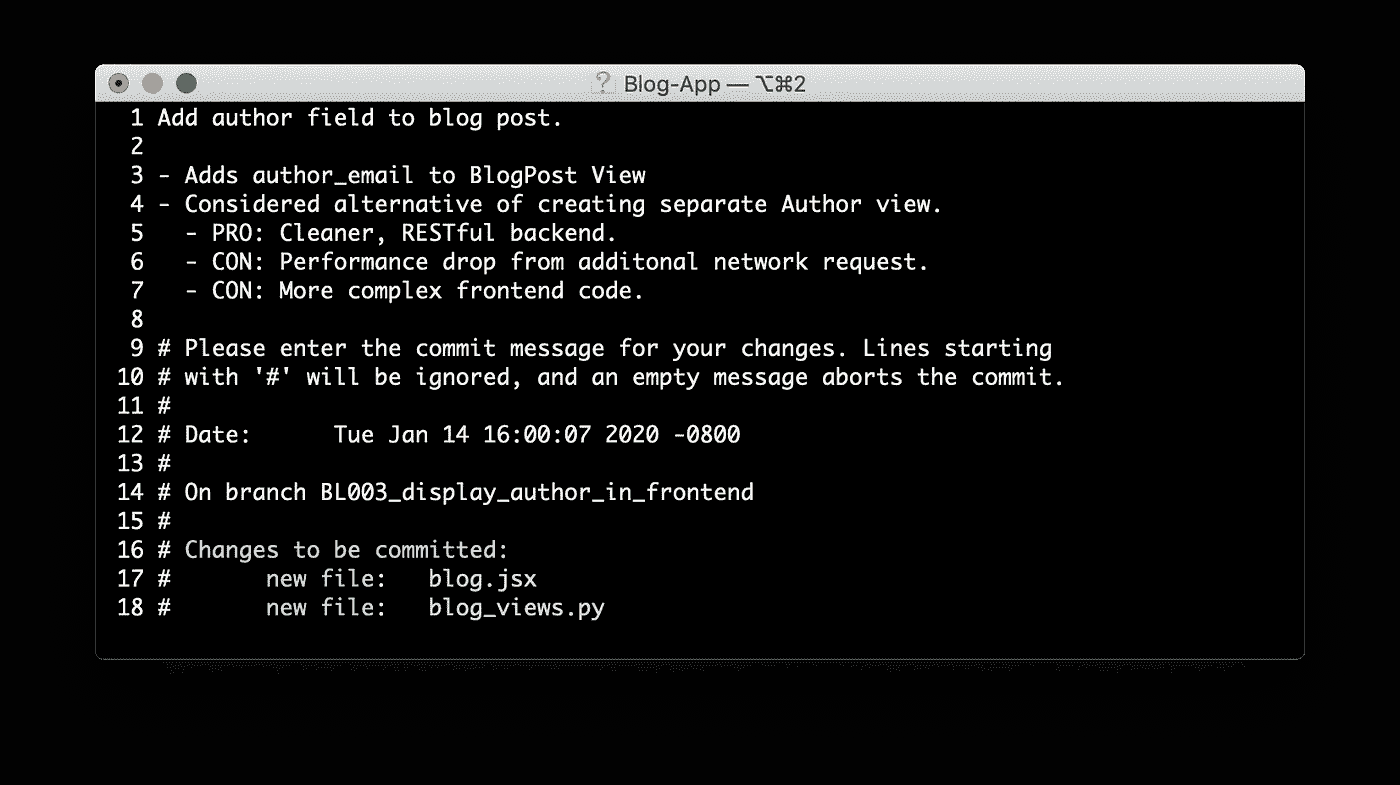 Blog-App — ⌥⌘2
1 Add author field to blog post.
2
3 - Adds author_email to BlogPost View
4 - Considered alternative of creating separate Author view.
5   - PRO: Cleaner, RESTful backend.
6   - CON: Performance drop from additonal network request.
7   - CON: More complex frontend code.
8
9 # Please enter the commit message for your changes. Lines starting
10 # with '#' will be ignored, and an empty message aborts the commit.
11 #
12 # Date:      Tue Jan 14 16:00:07 2020 -0800
13 #
14 # On branch BL003_display_author_in_frontend
15 #
16 # Changes to be committed:
17 #       new file:   blog.jsx
18 #       new file:   blog_views.py